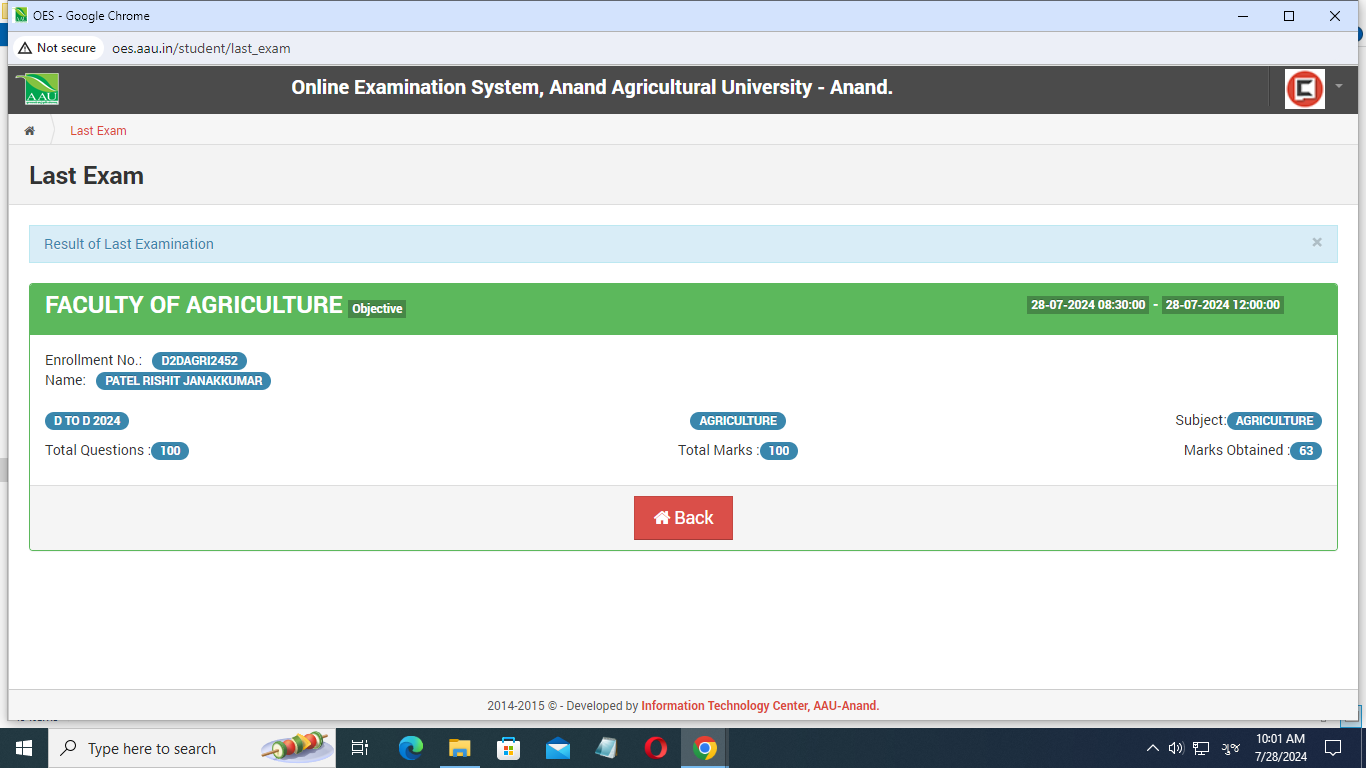 OES - Google Chrome
Not secure oes.aau.in/student/last_exam
AAU
Online Examination System, Anand Agricultural University - Anand.
Last Exam
Last Exam
Result of Last Examination ×
FACULTY OF AGRICULTURE Objective 28-07-2024 08:30:00 - 28-07-2024 12:00:00
Enrollment No.: D2DAGRI2452
Name: PATEL RISHIT JANAKKUMAR
D TO D 2024 AGRICULTURE Subject: AGRICULTURE
Total Questions : 100 Total Marks : 100 Marks Obtained : 63
Back
2014-2015 © - Developed by Information Technology Center, AAU-Anand.
Type here to search
ગુજ
10:01 AM
7/28/2024